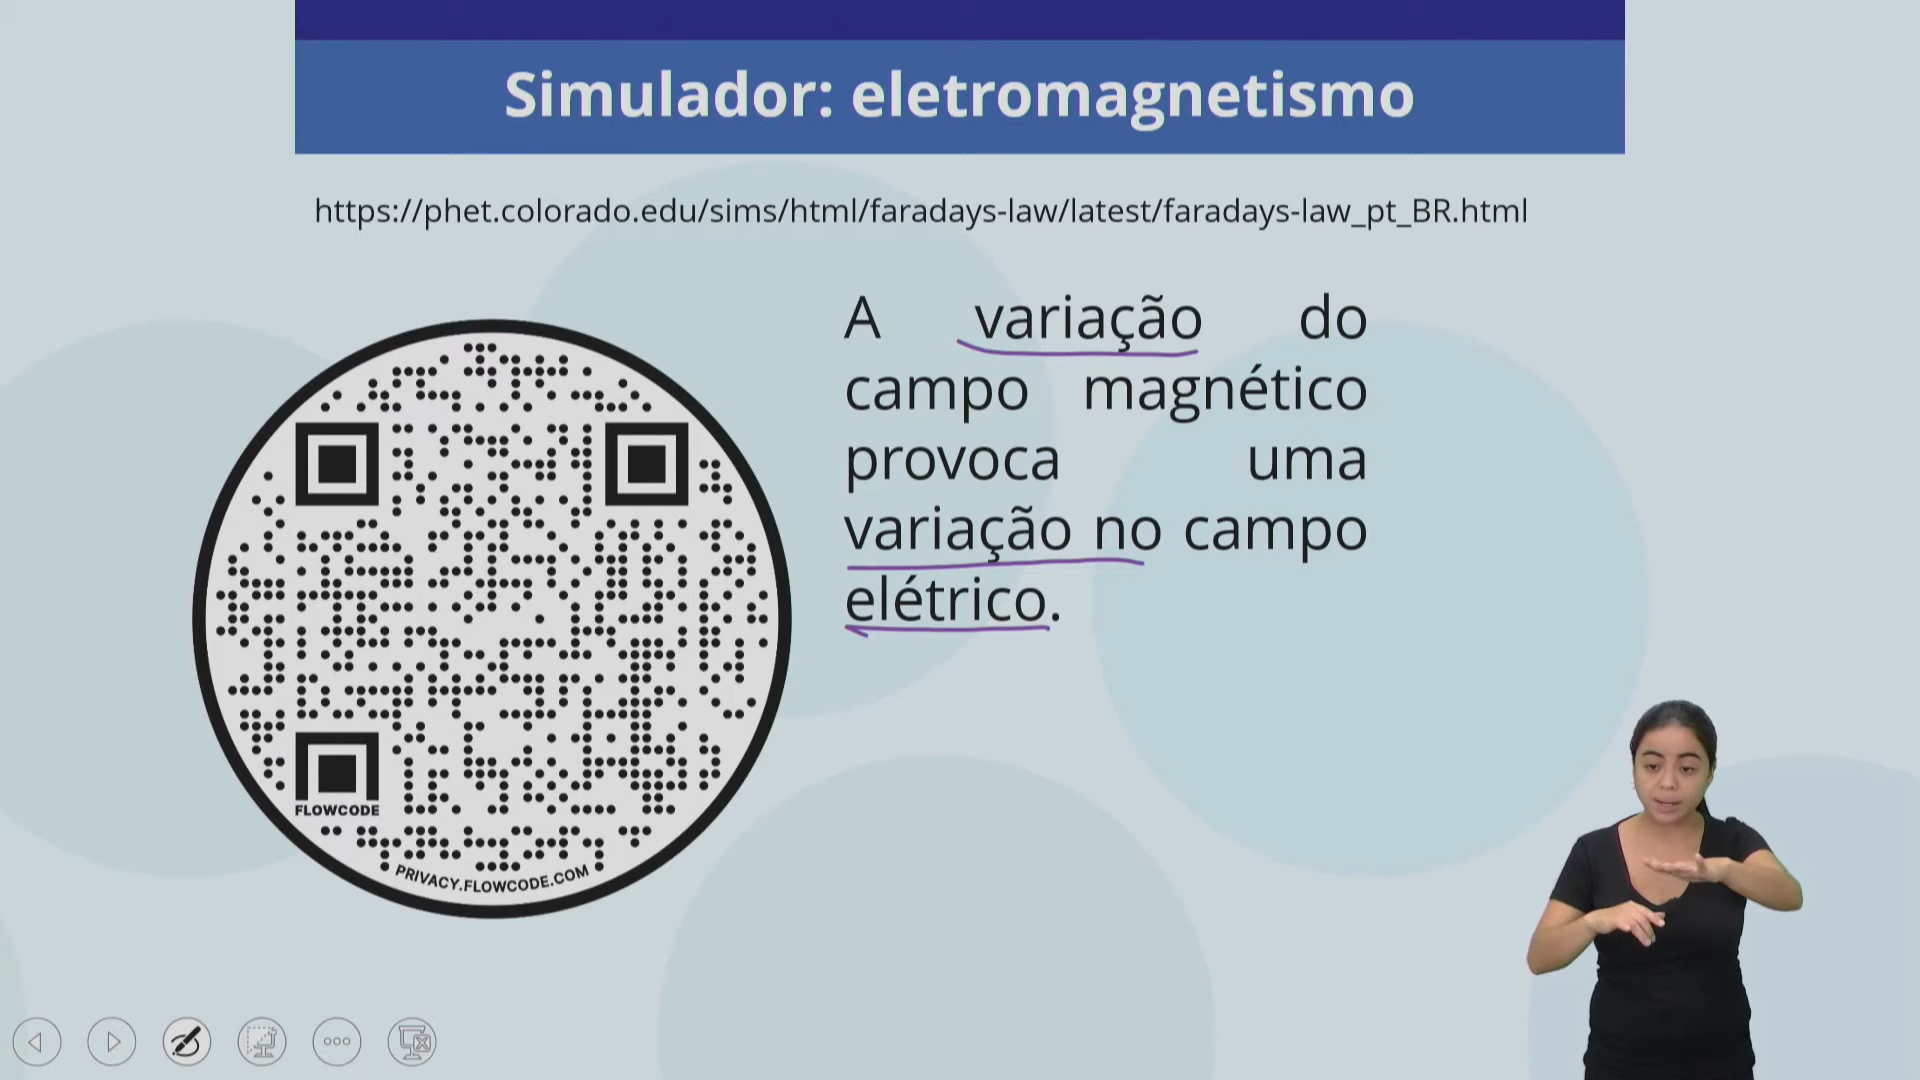 Simulador: eletromagnetismo
https://phet.colorado.edu/sims/html/faradays-law/latest/faradays-law_pt_BR.html
A variação do
campo magnético
provoca uma
variação no campo
elétrico.
FLOWCODE
PRIVACY.FLOWCODE.COM